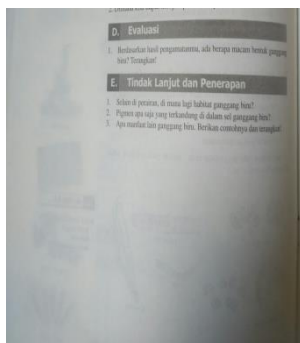 D. Evaluasi
1. Berdasarkan hasil pengamatanmu, ada berapa macam bentuk ganggang
biru? Terangkan!
E. Tindak Lanjut dan Penerapan
1. Selain di perairan, di mana lagi habitat ganggang biru?
2. Pigmen apa saja yang terkandung di dalam sel ganggang biru?
3. Apa manfaat lain ganggang biru. Berikan contohnya dan terangkan!